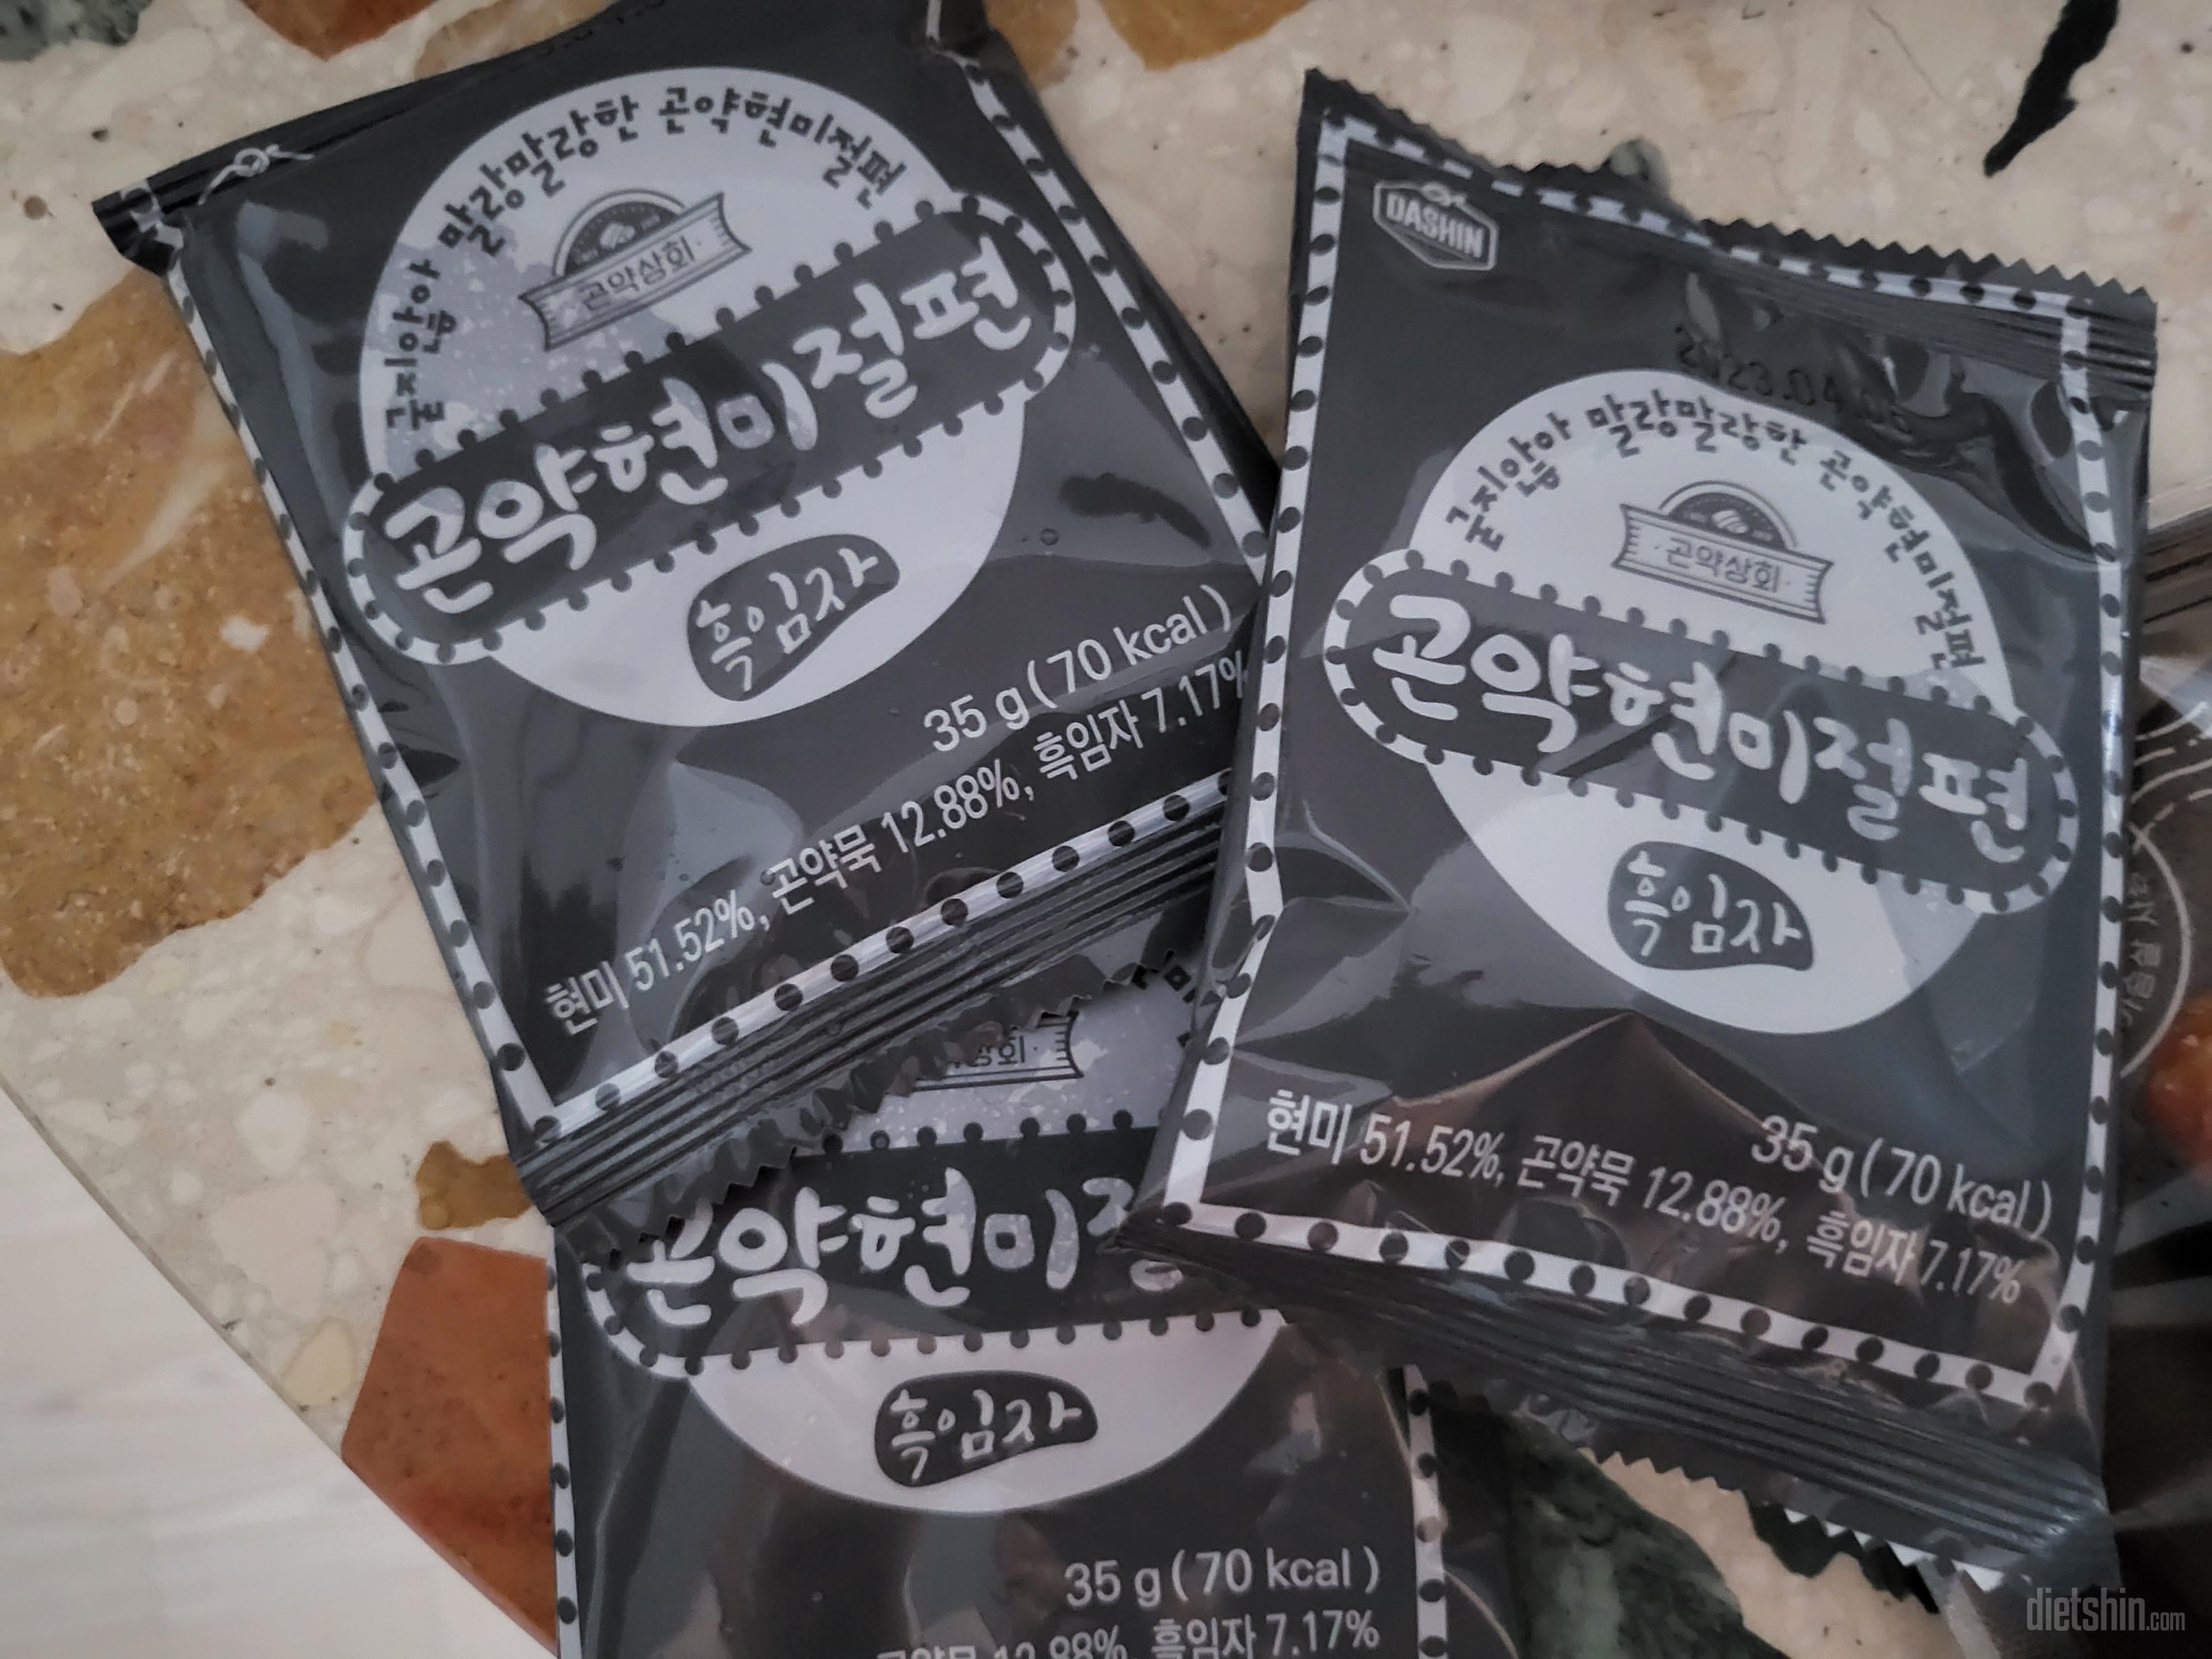 굳지않아 말랑말랑한 곤약현미절편
곤약상회
곤약현미절편
흑임자
35 g ( 70 kcal )
현미 51.52%, 곤약묵 12.88%, 흑임자 7.17%
DASHIN
2023.04.06
굳지않아 말랑말랑한 곤약현미절편
곤약상회
곤약현미절편
흑임자
35 g ( 70 kcal )
현미 51.52%, 곤약묵 12.88%, 흑임자 7.17%
상회
곤약현미절
흑임자
35 g ( 70 kcal )
곤약묵 12.88%, 흑임자 7.17%
dietshin.com